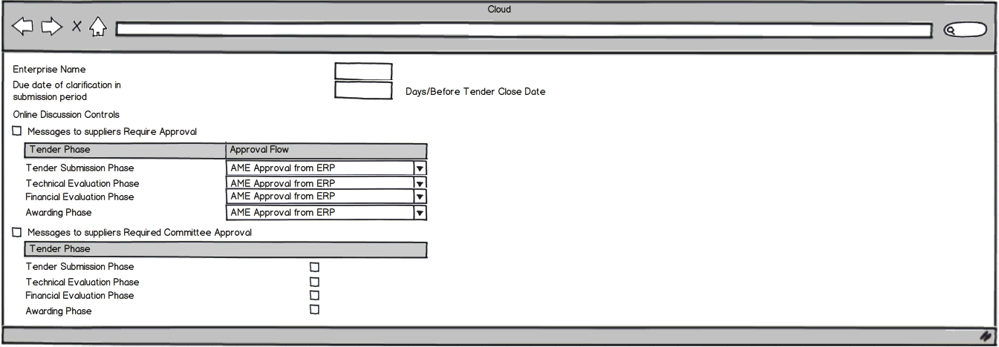 Cloud
Enterprise Name
Due date of clarification in
submission period
Days/Before Tender Close Date
Online Discussion Controls
Messages to suppliers Require Approval
Tender Phase Approval Flow
Tender Submission Phase AME Approval from ERP
Technical Evaluation Phase AME Approval from ERP
Financial Evaluation Phase AME Approval from ERP
Awarding Phase AME Approval from ERP
Messages to suppliers Required Committee Approval
Tender Phase
Tender Submission Phase
Technical Evaluation Phase
Financial Evaluation Phase
Awarding Phase